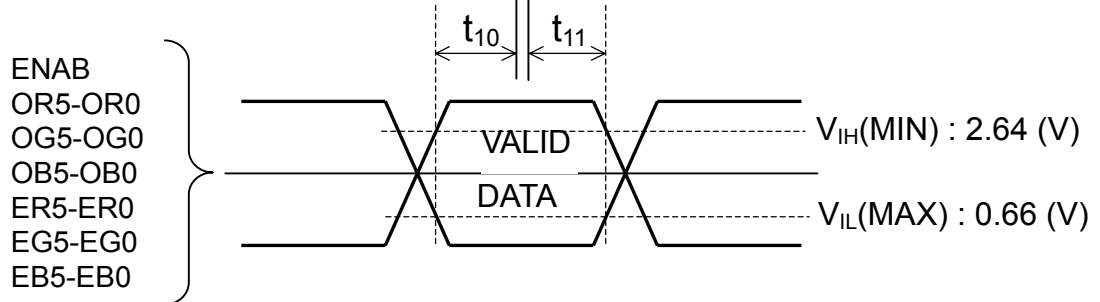 t10 t11
ENAB
OR5-OR0
OG5-OG0
OB5-OB0
ER5-ER0
EG5-EG0
EB5-EB0
VALID
DATA
VIH(MIN) : 2.64 (V)
VIL(MAX) : 0.66 (V)